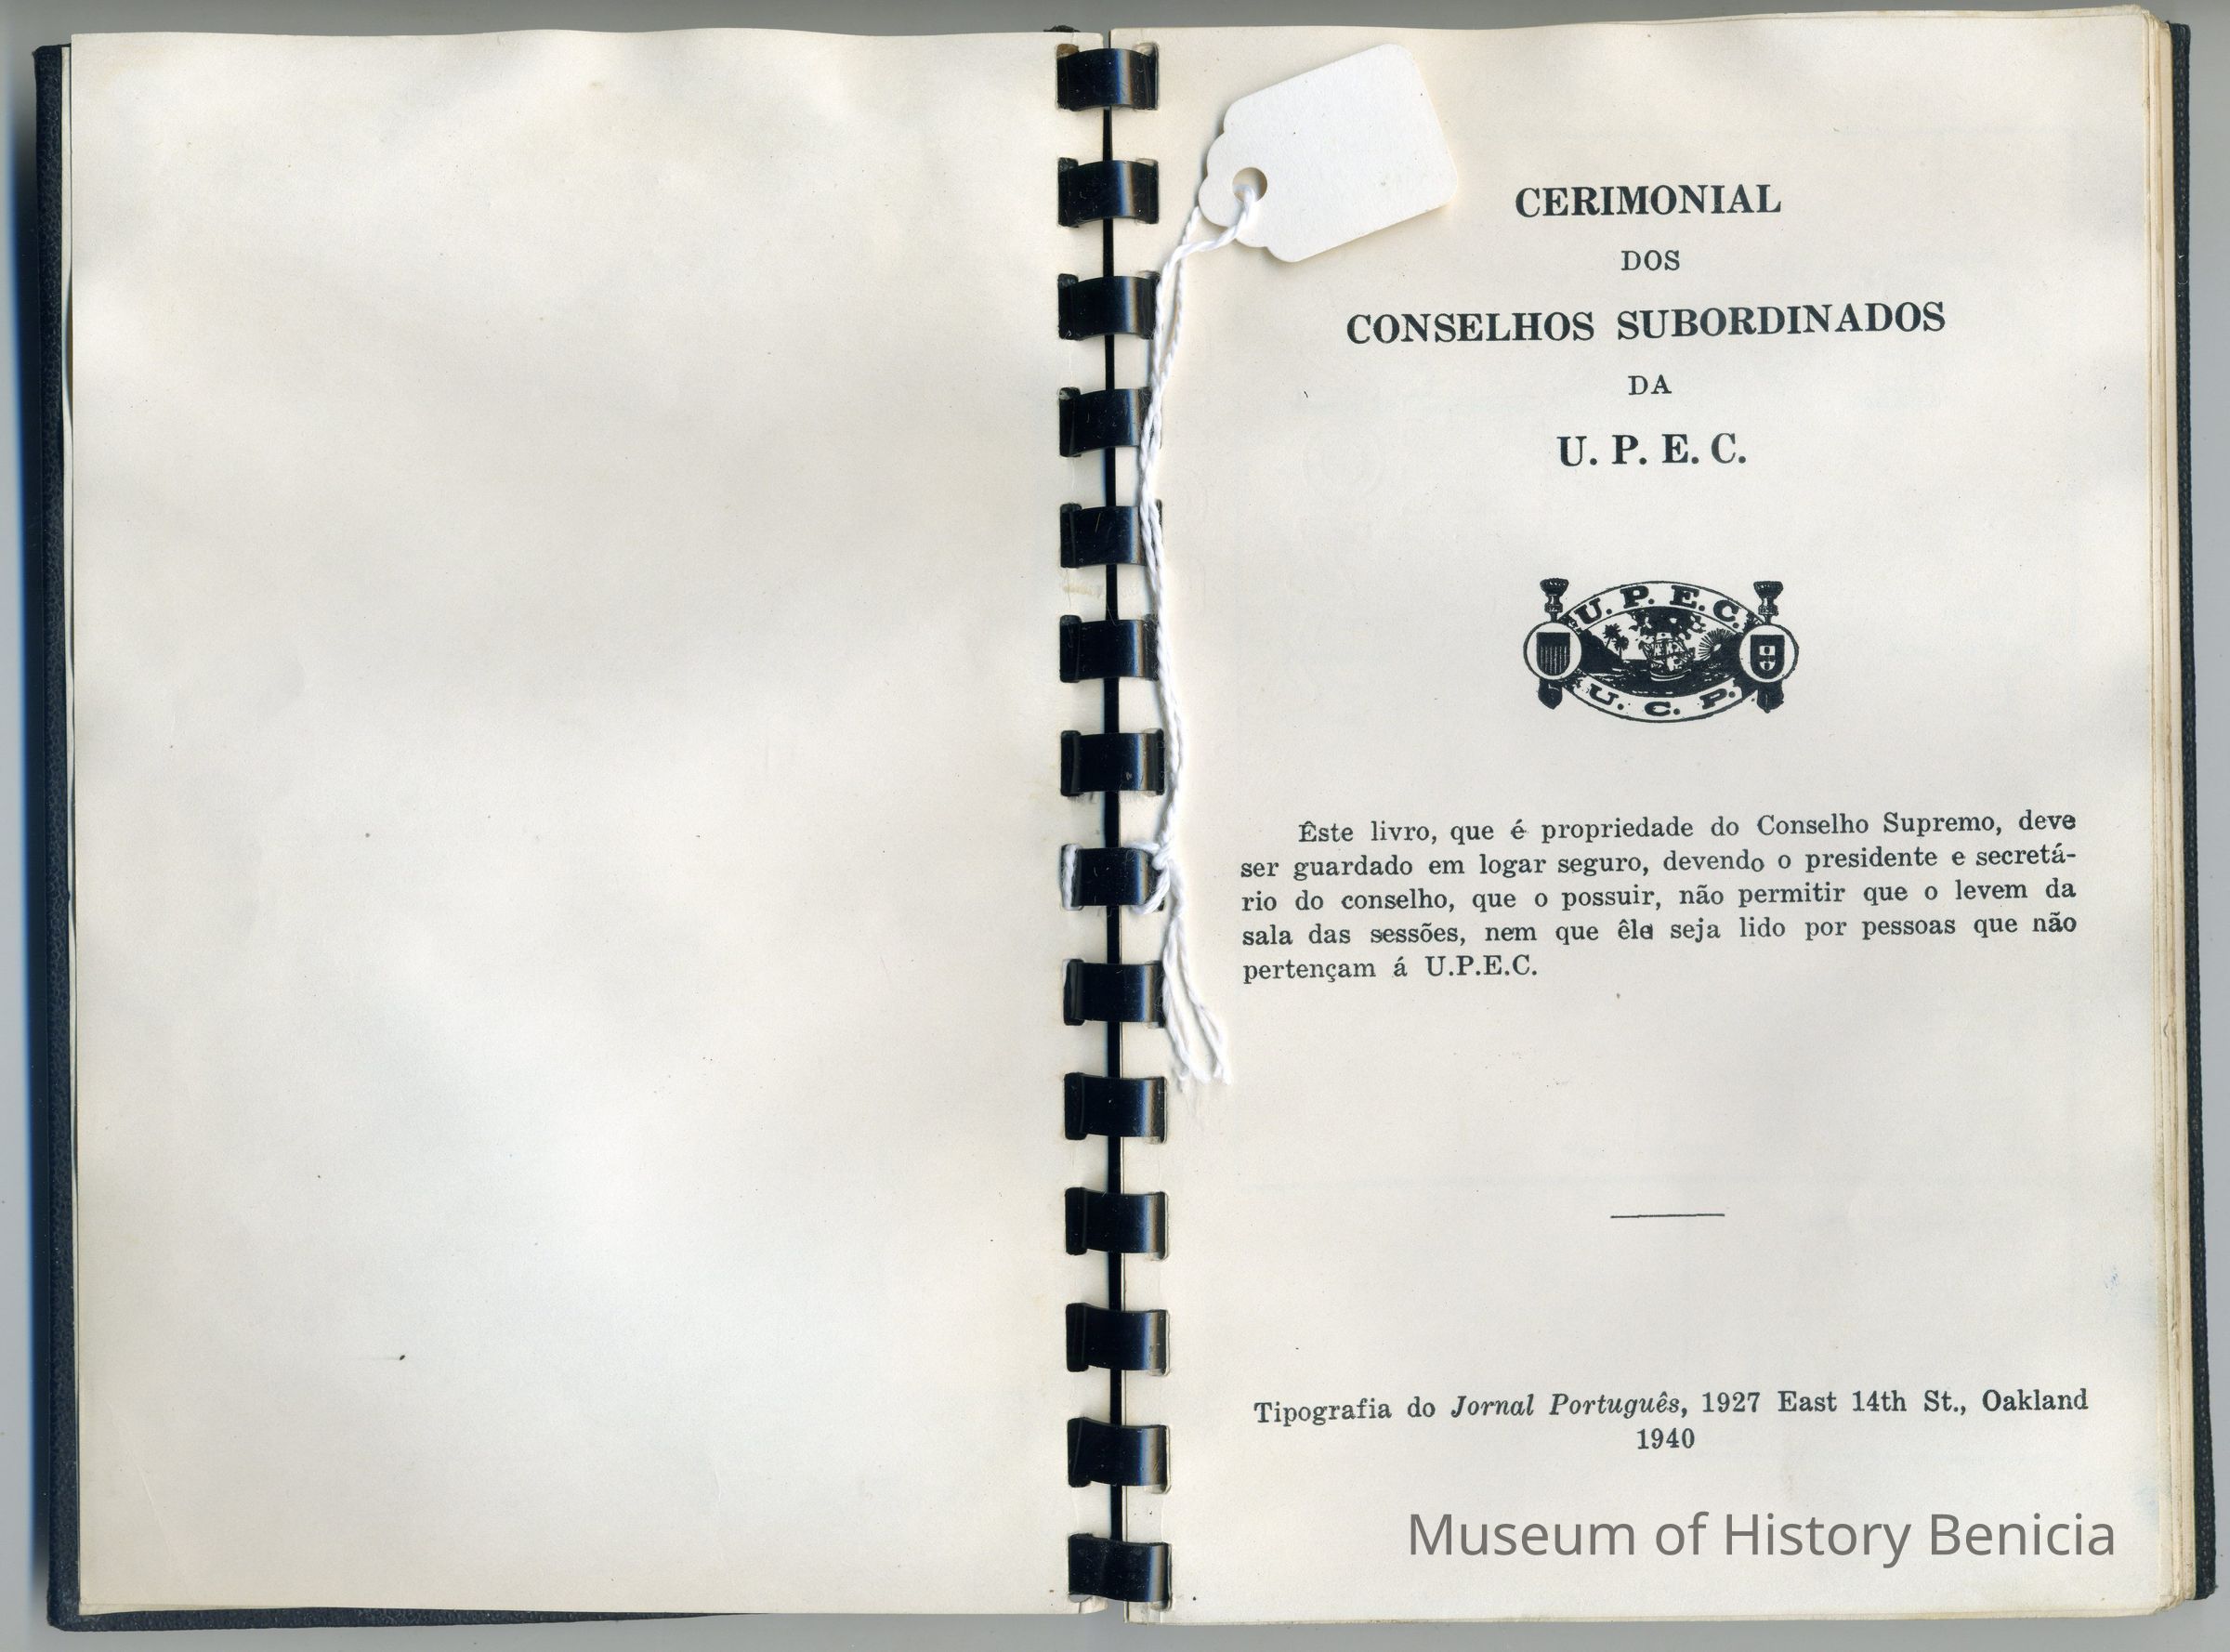 CERIMONIAL
DOS
CONSELHOS SUBORDINADOS
DA
U. P. E. C.
U. P. E. C.
U. C. P.
Êste livro, que é propriedade do Conselho Supremo, deve
ser guardado em logar seguro, devendo o presidente e secretá-
rio do conselho, que o possuir, não permitir que o levem da
sala das sessões, nem que êle seja lido por pessoas que não
pertençam á U.P.E.C.
Tipografia do Jornal Português, 1927 East 14th St., Oakland
1940
Museum of History Benicia